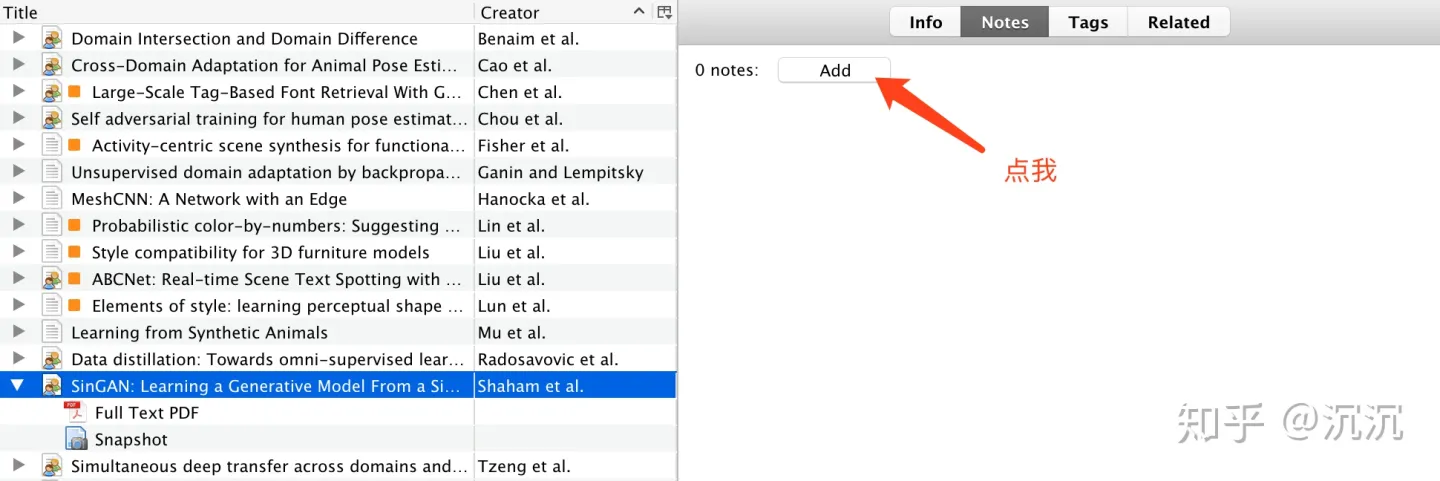 Title Creator
Domain Intersection and Domain Difference Benaim et al.
Cross-Domain Adaptation for Animal Pose Esti... Cao et al.
Large-Scale Tag-Based Font Retrieval With G... Chen et al.
Self adversarial training for human pose estimat... Chou et al.
Activity-centric scene synthesis for functiona... Fisher et al.
Unsupervised domain adaptation by backpropa... Ganin and Lempitsky
MeshCNN: A Network with an Edge Hanocka et al.
Probabilistic color-by-numbers: Suggesting ... Lin et al.
Style compatibility for 3D furniture models Liu et al.
ABCNet: Real-time Scene Text Spotting with ... Liu et al.
Elements of style: learning perceptual shape ... Lun et al.
Learning from Synthetic Animals Mu et al.
Data distillation: Towards omni-supervised lear... Radosavovic et al.
SinGAN: Learning a Generative Model From a Si... Shaham et al.
PDF Full Text PDF
Snapshot
Simultaneous deep transfer across domains and... Tzeng et al.
Info Notes Tags Related
0 notes: Add
点我
知乎 @沉沉